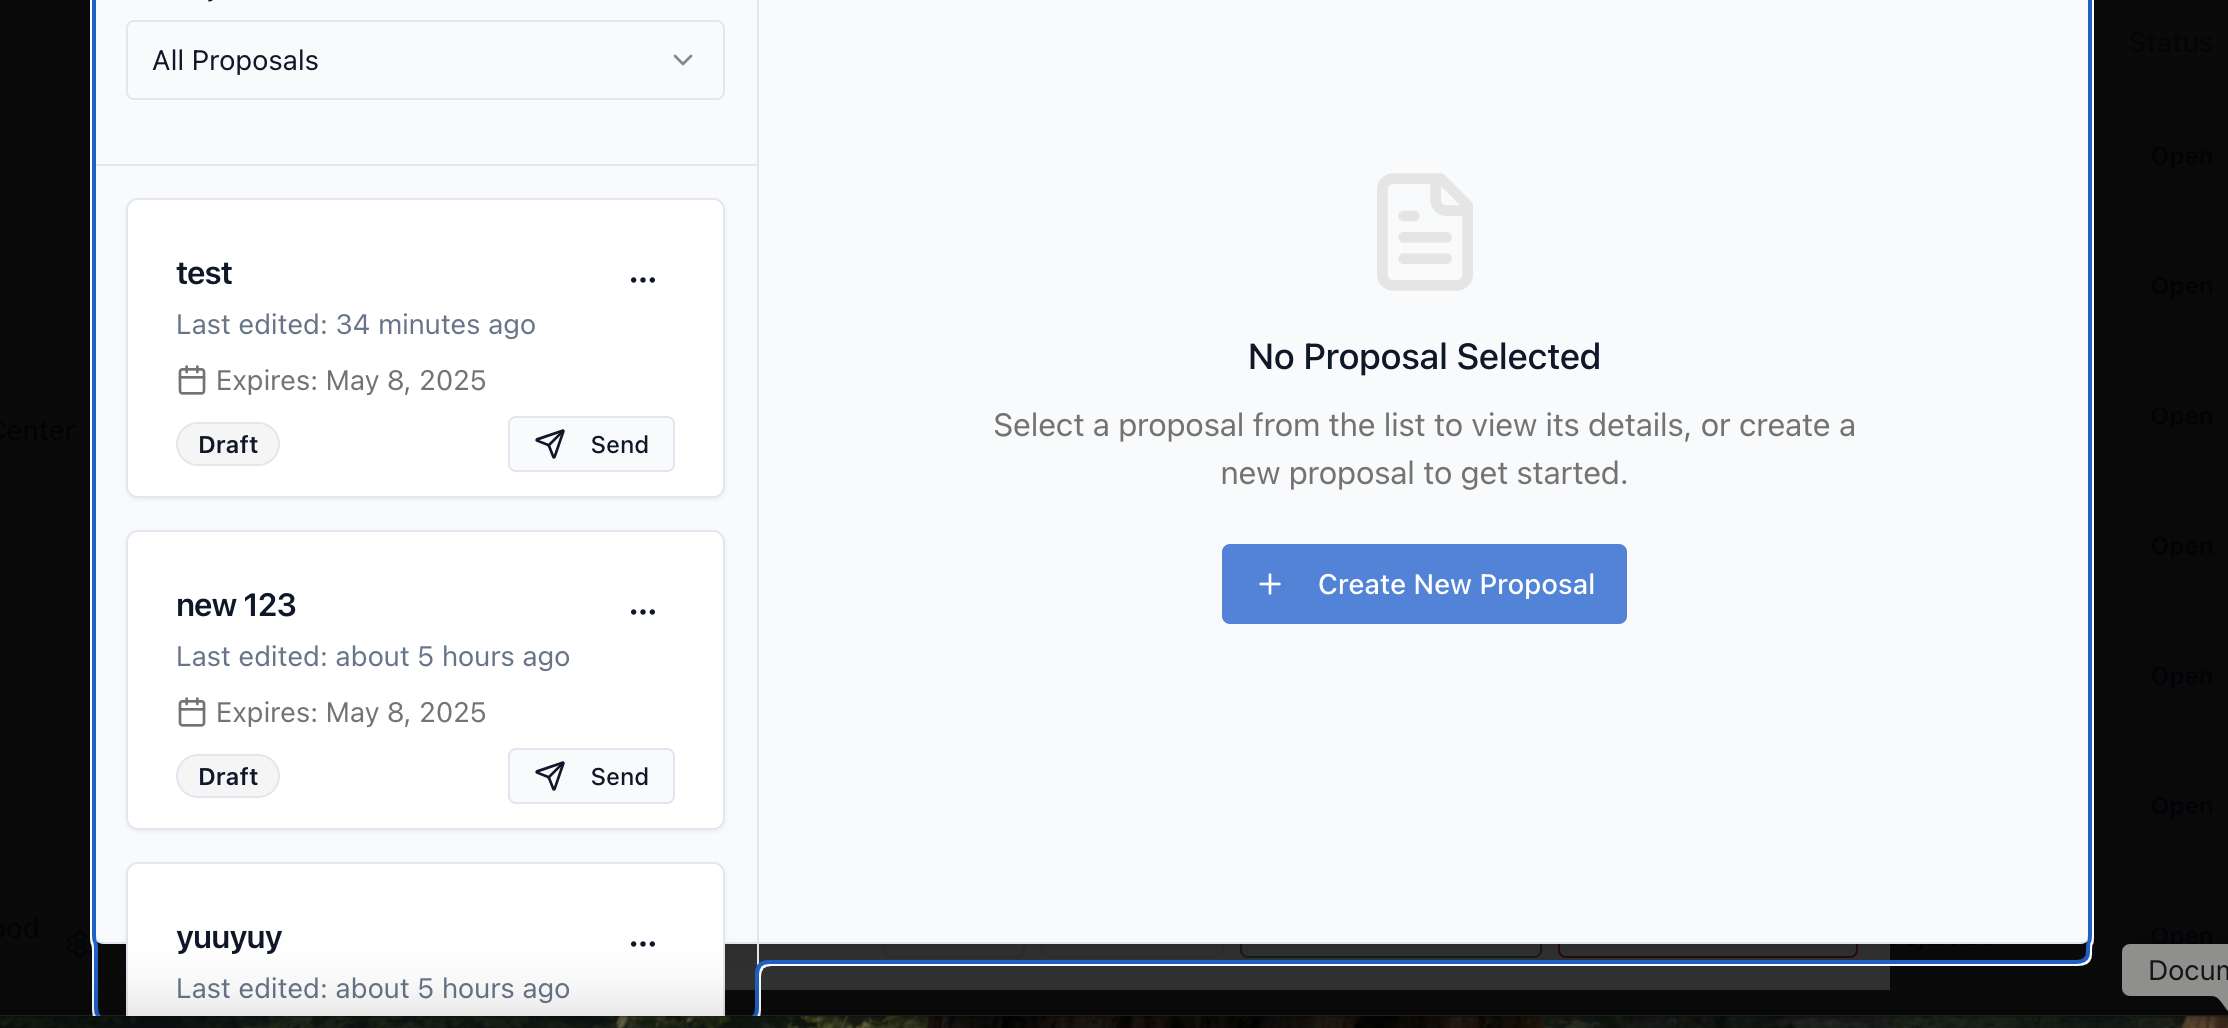 All Proposals
test
Last edited: 34 minutes ago
Expires: May 8, 2025
Draft
Send
new 123
Last edited: about 5 hours ago
Expires: May 8, 2025
Draft
Send
yuuyuy
Last edited: about 5 hours ago
No Proposal Selected
Select a proposal from the list to view its details, or create a
new proposal to get started.
Create New Proposal
Center
Status
Open
Open
Open
Open
Open
Open
Open
Docum